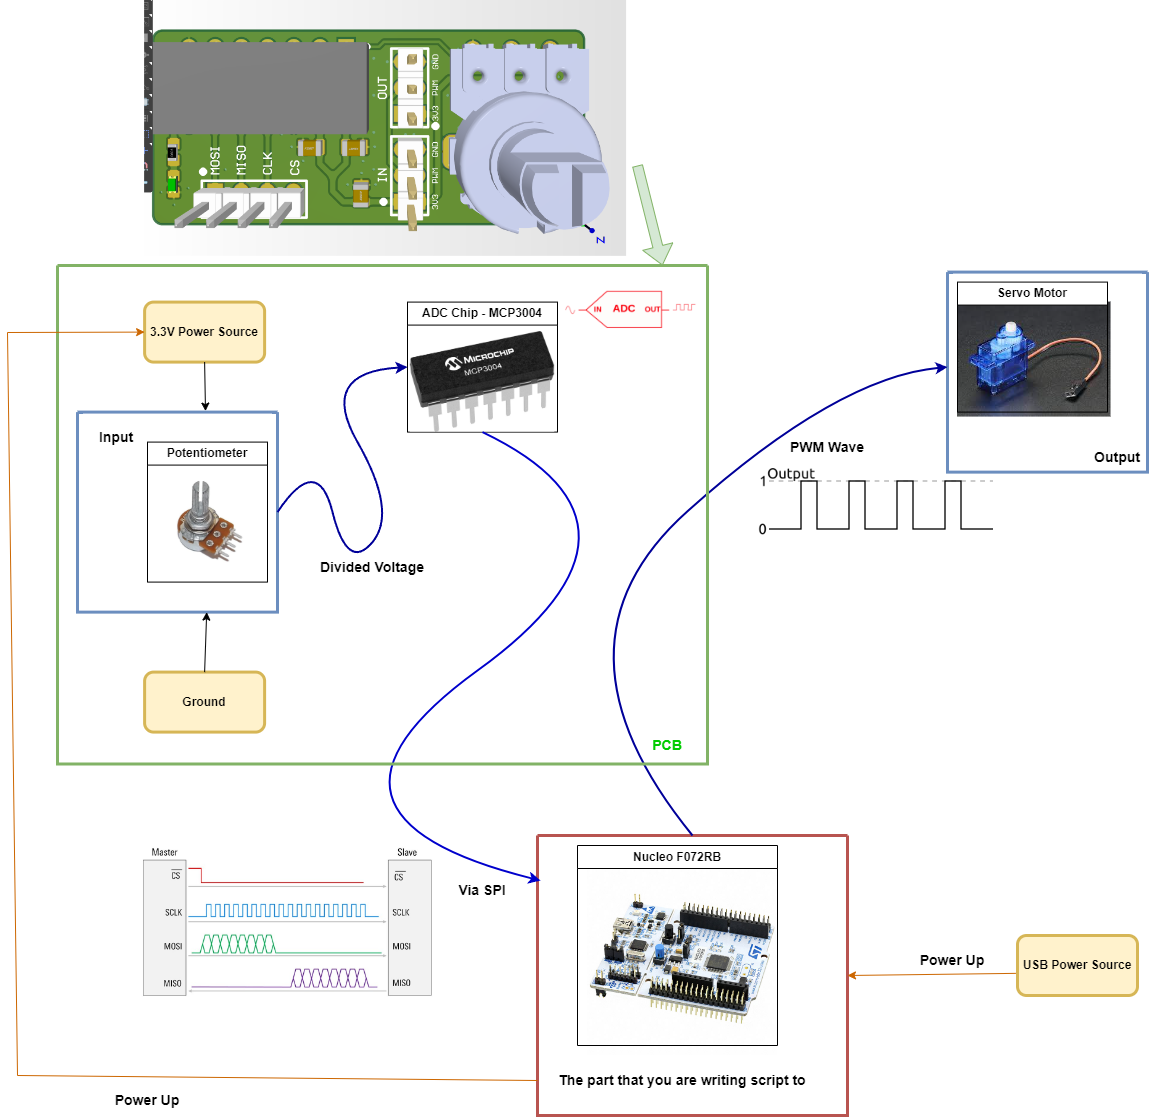 OUT
GND
PWM
3V3
MOSI
MISO
CLK
CS
IN
GND
PWM
3V3
Z
3.3V Power Source
ADC Chip - MCP3004
MICROCHIP
MCP3004
IN ADC OUT
Servo Motor
Output
Input
Potentiometer
Divided Voltage
PWM Wave
Output
1
0
Ground
PCB
Master
Slave
CS
CS
SCLK
SCLK
MOSI
MOSI
MISO
MISO
Via SPI
Nucleo F072RB
Power Up
USB Power Source
The part that you are writing script to
Power Up